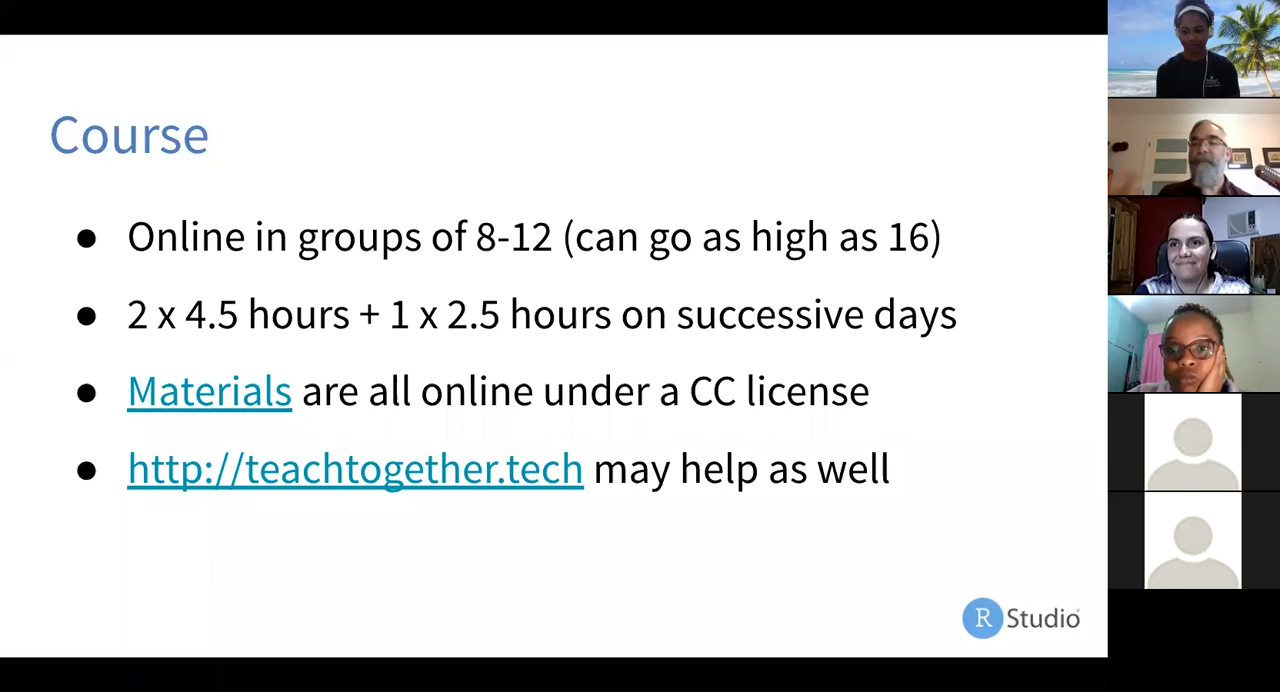 Course
● Online in groups of 8-12 (can go as high as 16)
● 2 x 4.5 hours + 1 x 2.5 hours on successive days
● Materials are all online under a CC license
● http://teachtogether.tech may help as well
R Studio